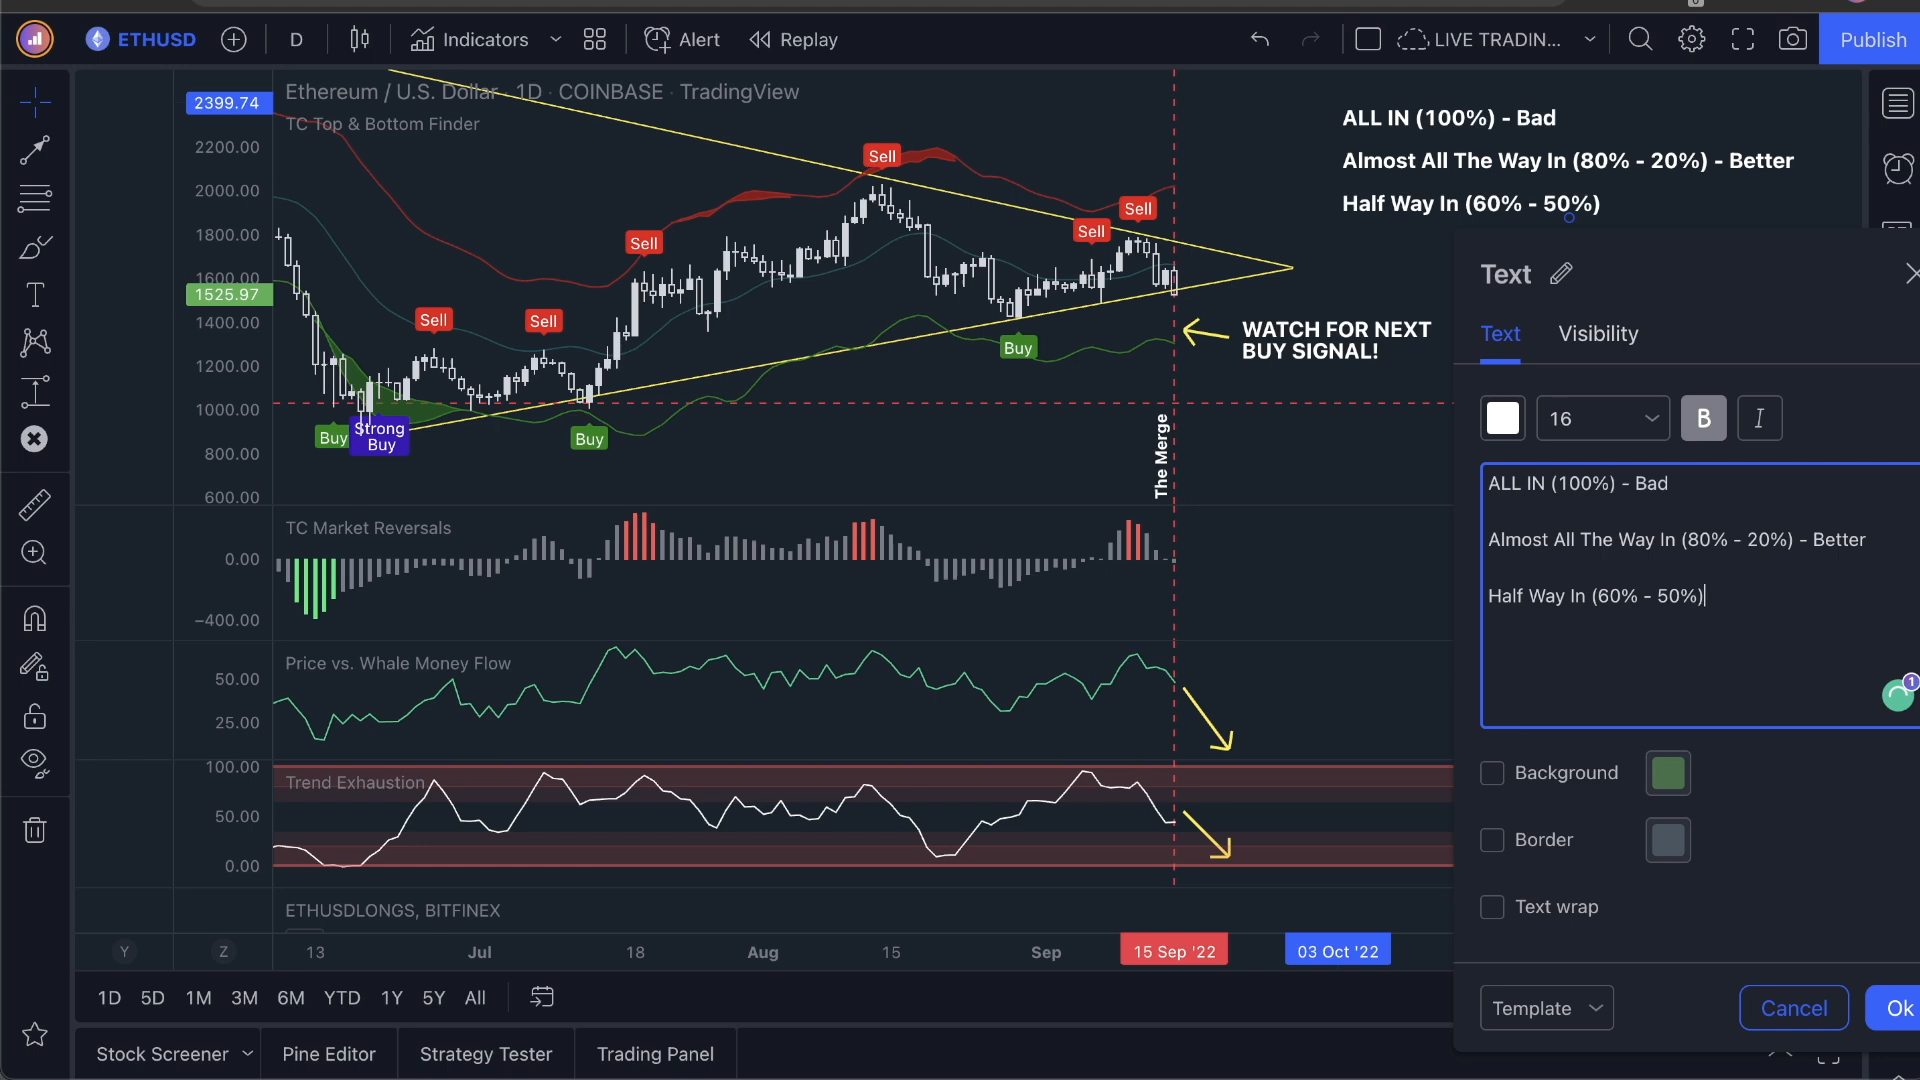 ETHUSD
D
Indicators
Alert
Replay
LIVE TRADIN...
Publish
Ethereum / U.S. Dollar · 1D · COINBASE · TradingView
TC Top & Bottom Finder
2399.74
2200.00
2000.00
1800.00
1600.00
1525.97
1400.00
1200.00
1000.00
800.00
600.00
Sell
Sell
Sell
Sell
Sell
Sell
Buy
Strong
Buy
Buy
Buy
WATCH FOR NEXT
BUY SIGNAL!
The Merge
ALL IN (100%) - Bad
Almost All The Way In (80% - 20%) - Better
Half Way In (60% - 50%)
TC Market Reversals
0.00
−400.00
Price vs. Whale Money Flow
50.00
25.00
Trend Exhaustion
100.00
50.00
0.00
ETHUSDLONGS, BITFINEX
Y
Z
13
Jul
18
Aug
15
Sep
15 Sep '22
03 Oct '22
1D
5D
1M
3M
6M
YTD
1Y
5Y
All
Stock Screener
Pine Editor
Strategy Tester
Trading Panel
Text
Text
Visibility
16
B
I
ALL IN (100%) - Bad
Almost All The Way In (80% - 20%) - Better
Half Way In (60% - 50%)
1
Background
Border
Text wrap
Template
Cancel
Ok